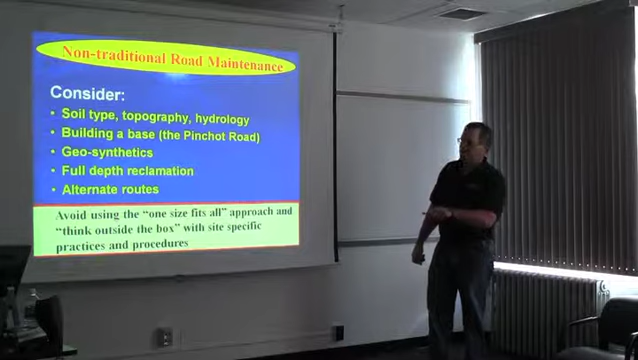 Non-traditional Road Maintenance
Consider:
• Soil type, topography, hydrology
• Building a base (the Pinchot Road)
• Geo-synthetics
• Full depth reclamation
• Alternate routes
Avoid using the “one size fits all” approach and
“think outside the box” with site specific
practices and procedures